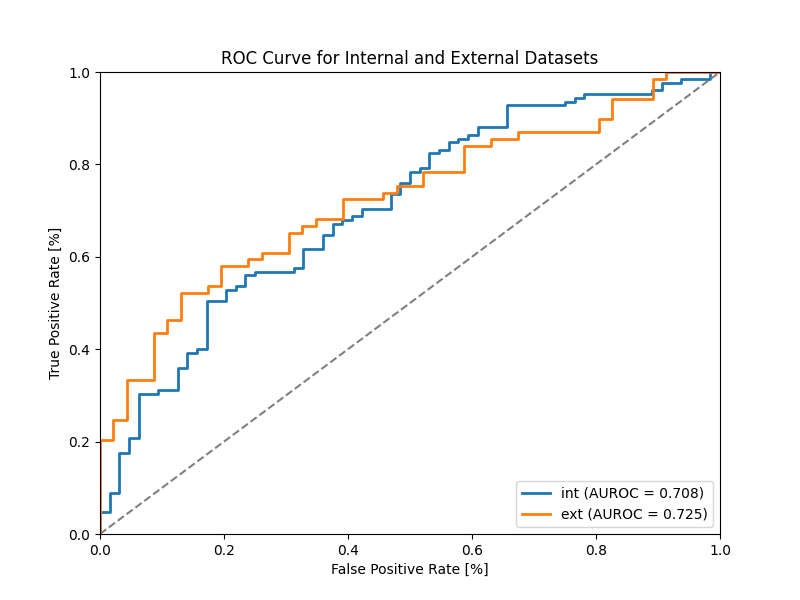 ROC Curve for Internal and External Datasets
True Positive Rate [%]
1.0
0.8
0.6
0.4
0.2
0.0
int (AUROC = 0.708)
ext (AUROC = 0.725)
0.0 0.2 0.4 0.6 0.8 1.0
False Positive Rate [%]